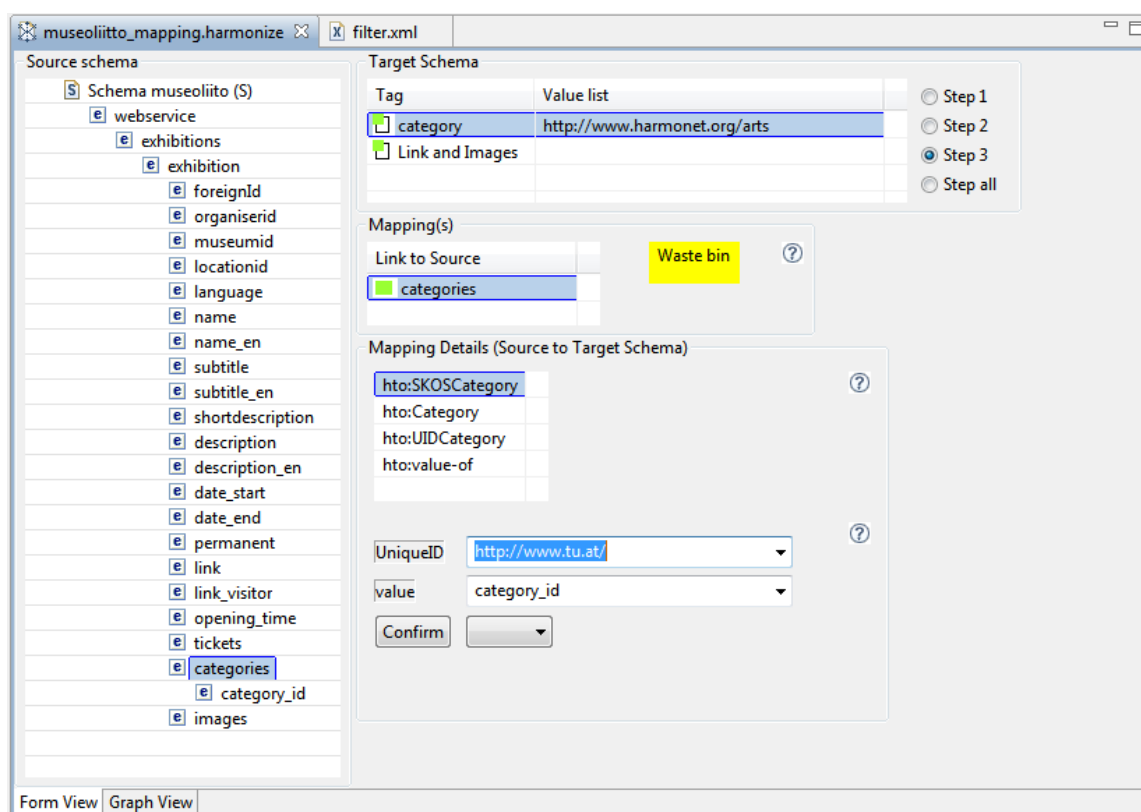 museoliitto_mapping.harmonize
filter.xml
Source schema
Schema museoliito (S)
webservice
exhibitions
exhibition
foreignId
organiserid
museumid
locationid
language
name
name_en
subtitle
subtitle_en
shortdescription
description
description_en
date_start
date_end
permanent
link
link_visitor
opening_time
tickets
categories
category_id
images
Target Schema
Tag Value list
category http://www.harmonet.org/arts
Link and Images
Step 1
Step 2
Step 3
Step all
Mapping(s)
Link to Source
categories
Waste bin
Mapping Details (Source to Target Schema)
hto:SKOSCategory
hto:Category
hto:UIDCategory
hto:value-of
UniqueID http://www.tu.at/
value category_id
Confirm
Form View Graph View